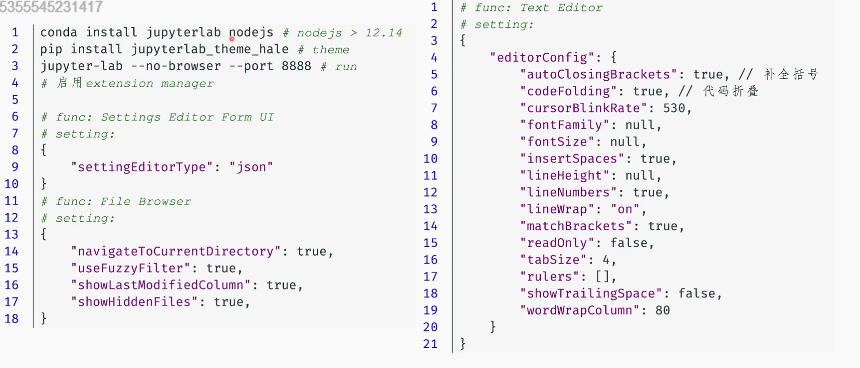 5355545231417
1 conda install jupyterlab nodejs # nodejs > 12.14
2 pip install jupyterlab_theme_hale # theme
3 jupyter-lab --no-browser --port 8888 # run
4 # 启用extension manager
5
6 # func: Settings Editor Form UI
7 # setting:
8 {
9     "settingEditorType": "json"
10 }
11 # func: File Browser
12 # setting:
13 {
14     "navigateToCurrentDirectory": true,
15     "useFuzzyFilter": true,
16     "showLastModifiedColumn": true,
17     "showHiddenFiles": true,
18 }
1 # func: Text Editor
2 # setting:
3 {
4     "editorConfig": {
5         "autoClosingBrackets": true, // 补全括号
6         "codeFolding": true, // 代码折叠
7         "cursorBlinkRate": 530,
8         "fontFamily": null,
9         "fontSize": null,
10         "insertSpaces": true,
11         "lineHeight": null,
12         "lineNumbers": true,
13         "lineWrap": "on",
14         "matchBrackets": true,
15         "readOnly": false,
16         "tabSize": 4,
17         "rulers": [],
18         "showTrailingSpace": false,
19         "wordWrapColumn": 80
20     }
21 }